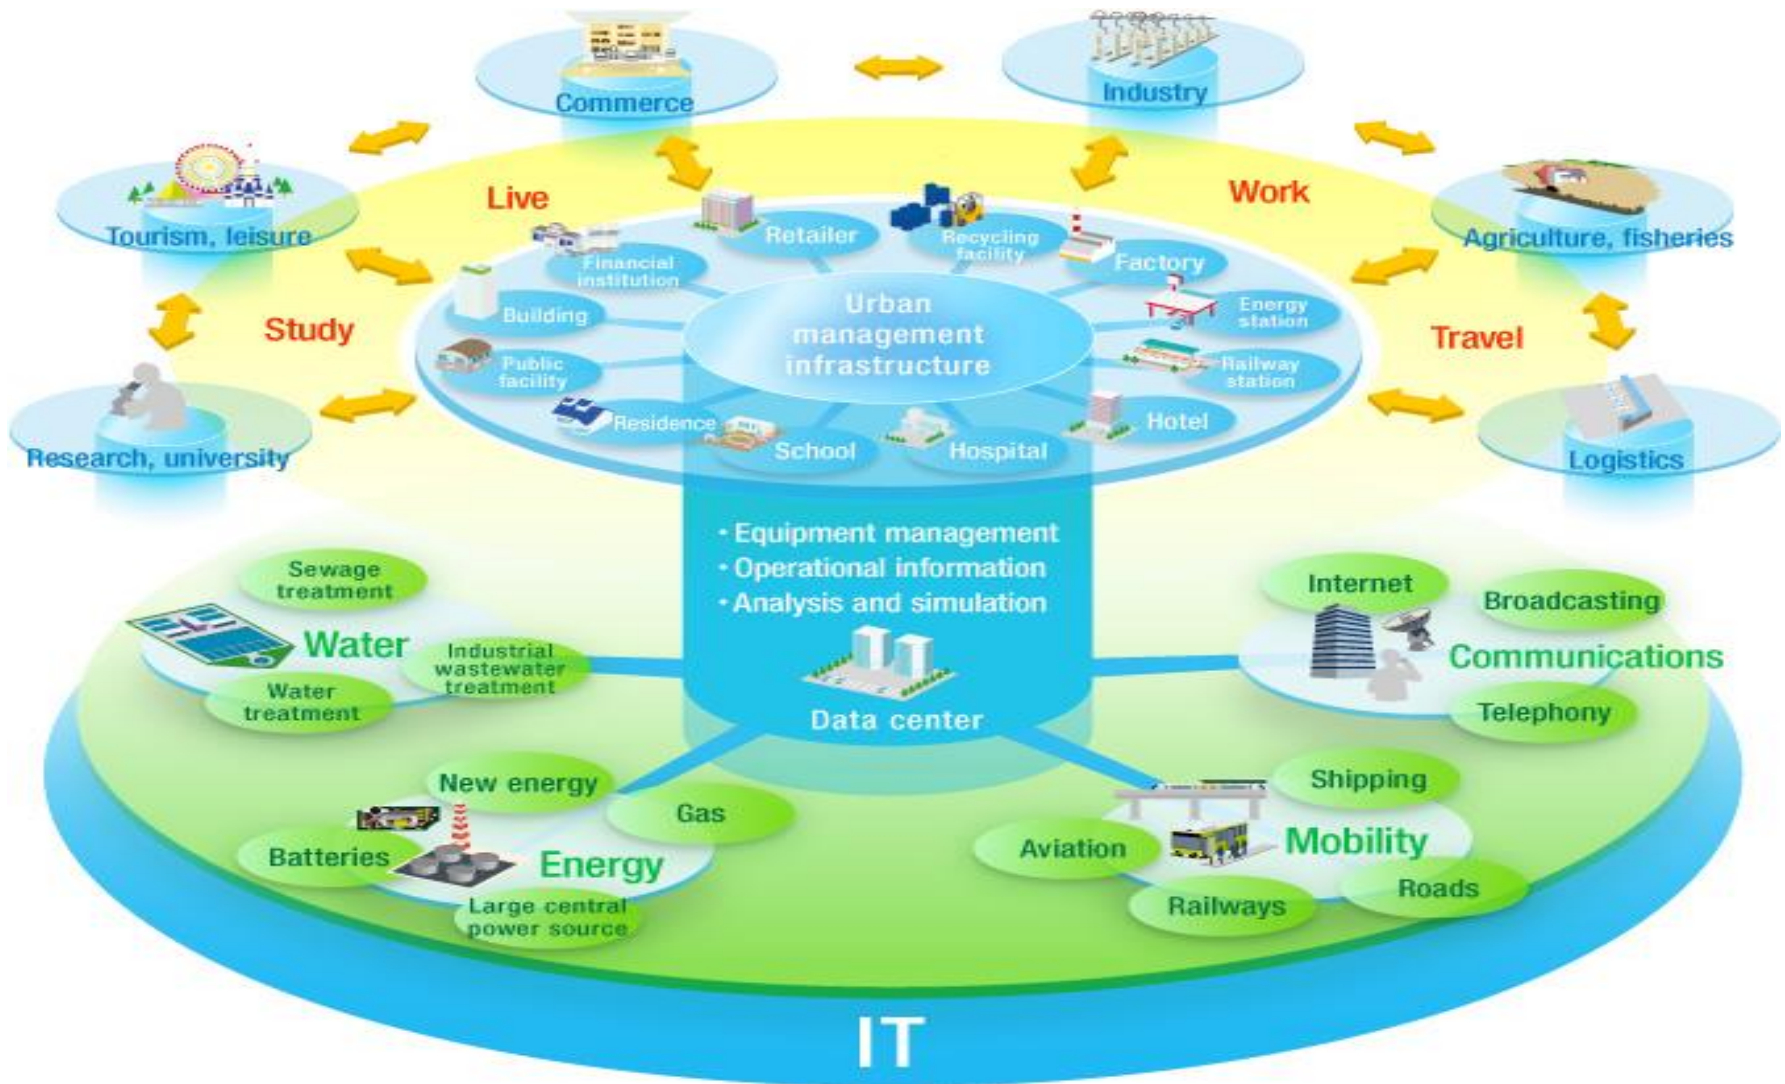 Commerce
Industry
Tourism, leisure
Agriculture, fisheries
Live
Work
Study
Travel
Research, university
Logistics
Retailer
Recycling
facility
Financial
institution
Factory
Building
Energy
station
Public
facility
Railway
station
Residence
Hotel
School
Hospital
Urban
management
infrastructure
• Equipment management
• Operational information
• Analysis and simulation
Data center
Sewage
treatment
Water
Industrial
wastewater
treatment
Water
treatment
Internet
Broadcasting
Communications
Telephony
New energy
Gas
Batteries
Energy
Large central
power source
Shipping
Aviation
Mobility
Railways
Roads
IT